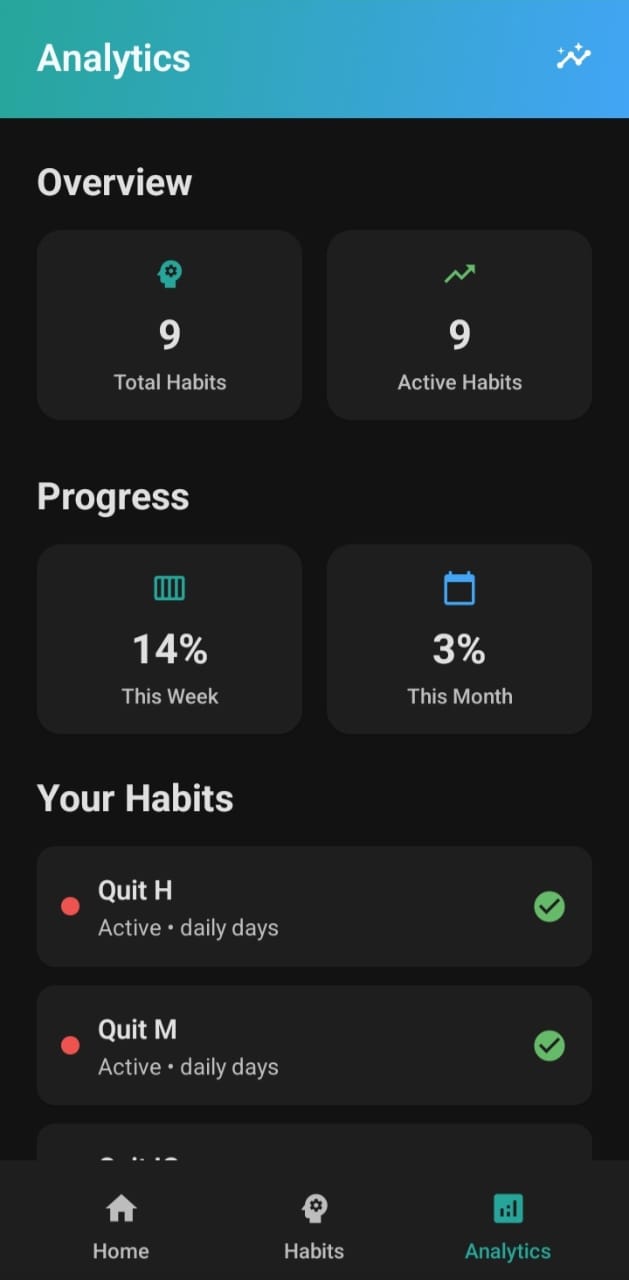 Analytics
Overview
9
Total Habits
9
Active Habits
Progress
14%
This Week
3%
This Month
Your Habits
Quit H
Active • daily days
Quit M
Active • daily days
Home
Habits
Analytics